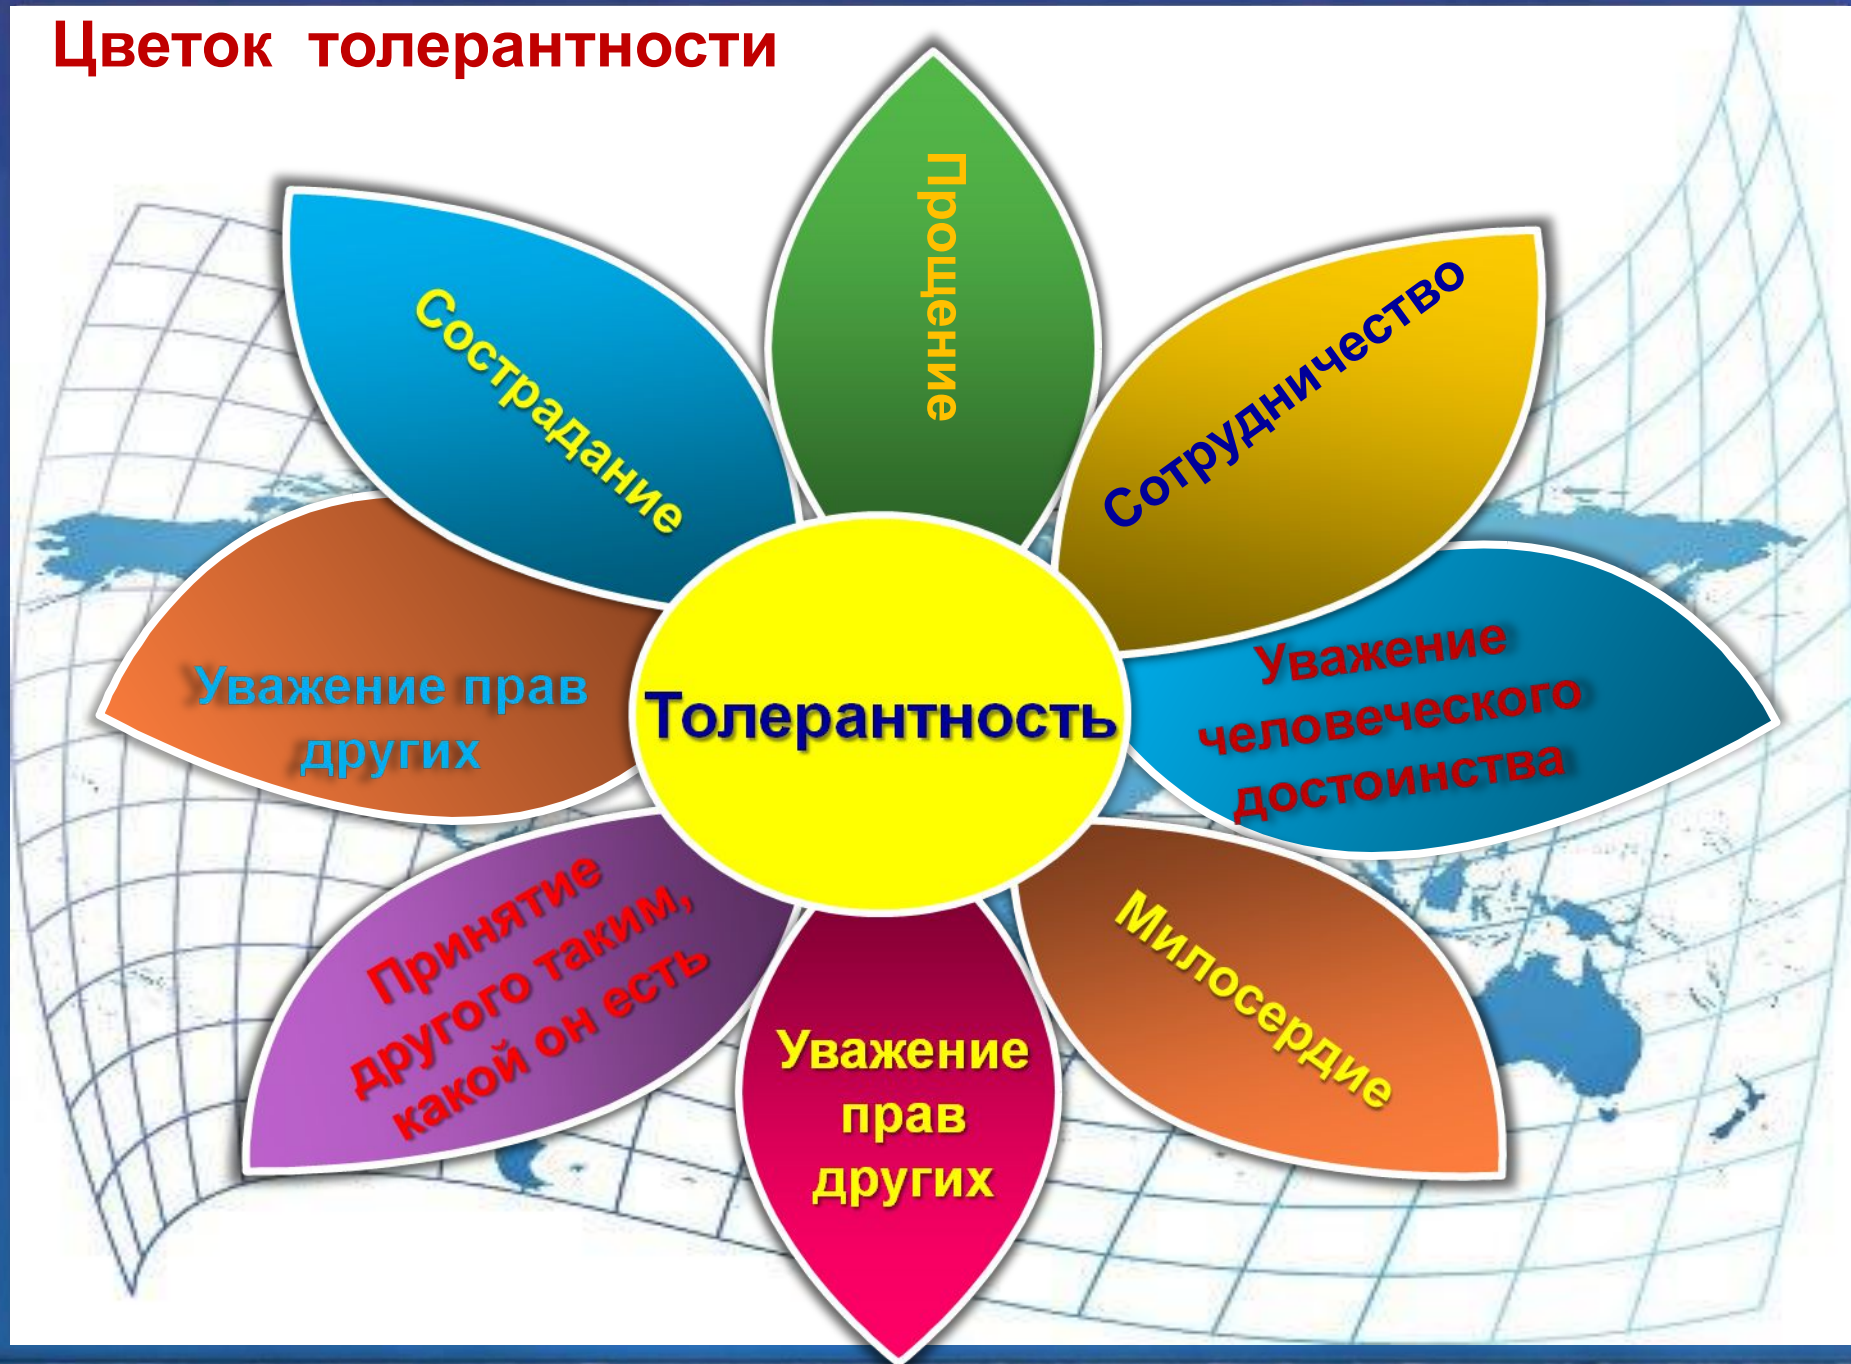 Цветок толерантности
Прощение
Сострадание
Сотрудничество
Уважение прав
других
Толерантность
Уважение
человеческого
достоинства
Принятие
другого таким,
какой он есть
Уважение
прав
других
Милосердие